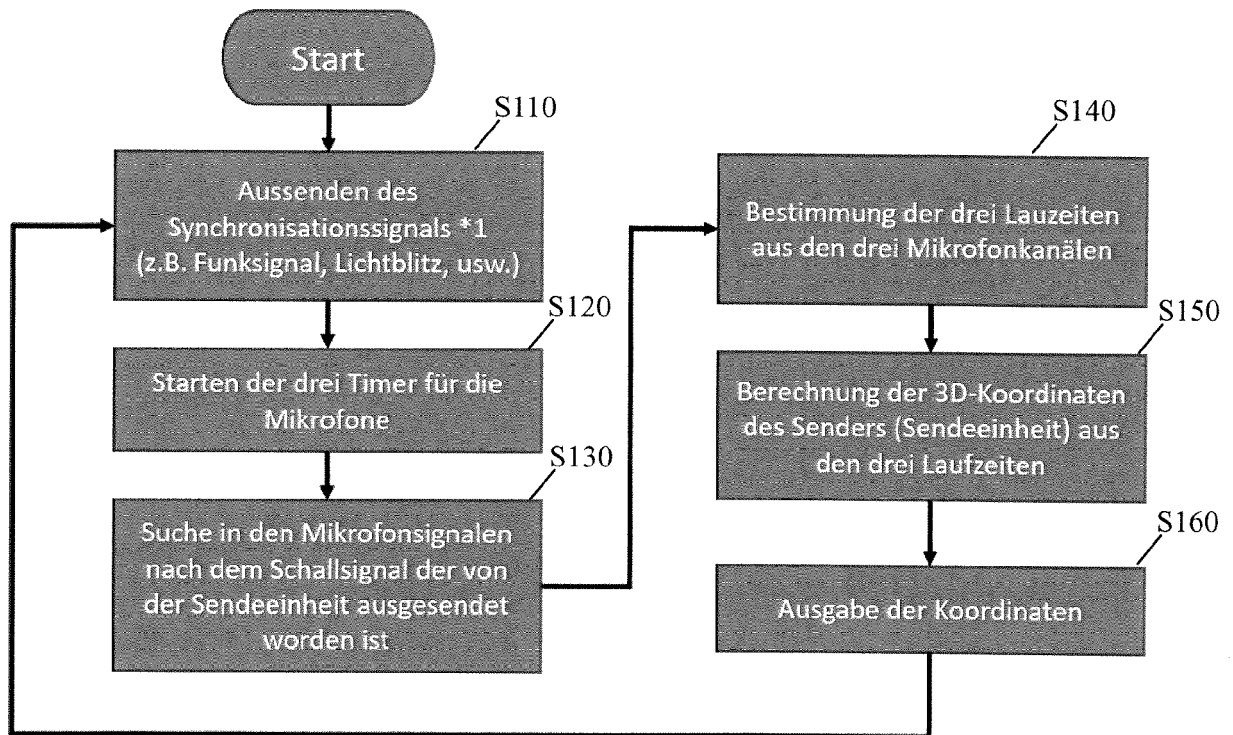 Start
S110
Aussenden des
Synchronisationssignals *1
(z.B. Funksignal, Lichtblitz, usw.)
S120
Starten der drei Timer für die
Mikrofone
S130
Suche in den Mikrofonsignalen
nach dem Schallsignal der von
der Sendeeinheit ausgesendet
worden ist
S140
Bestimmung der drei Lauzeiten
aus den drei Mikrofonkanälen
S150
Berechnung der 3D-Koordinaten
des Senders (Sendeeinheit) aus
den drei Laufzeiten
S160
Ausgabe der Koordinaten